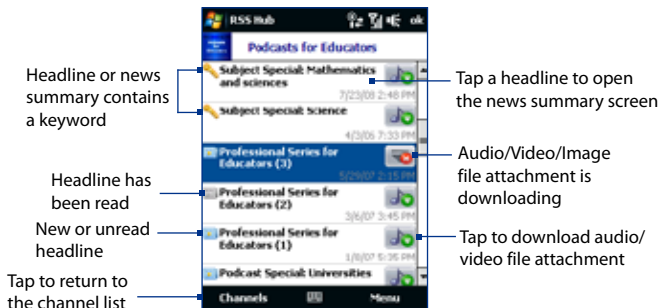 RSS Hub
ok
Podcasts for Educators
Subject Special: Mathematics
and sciences
7/23/08 2:48 PM
Subject Special: Science
4/3/06 7:33 PM
Professional Series for
Educators (3)
5/29/07 2:15 PM
Professional Series for
Educators (2)
3/6/07 3:45 PM
Professional Series for
Educators (1)
1/8/07 5:35 PM
Podcast Special: Universities
Channels
Menu
Headline or news
summary contains
a keyword
Headline has
been read
New or unread
headline
Tap to return to
the channel list
Tap a headline to open
the news summary screen
Audio/Video/Image
file attachment is
downloading
Tap to download audio/
video file attachment